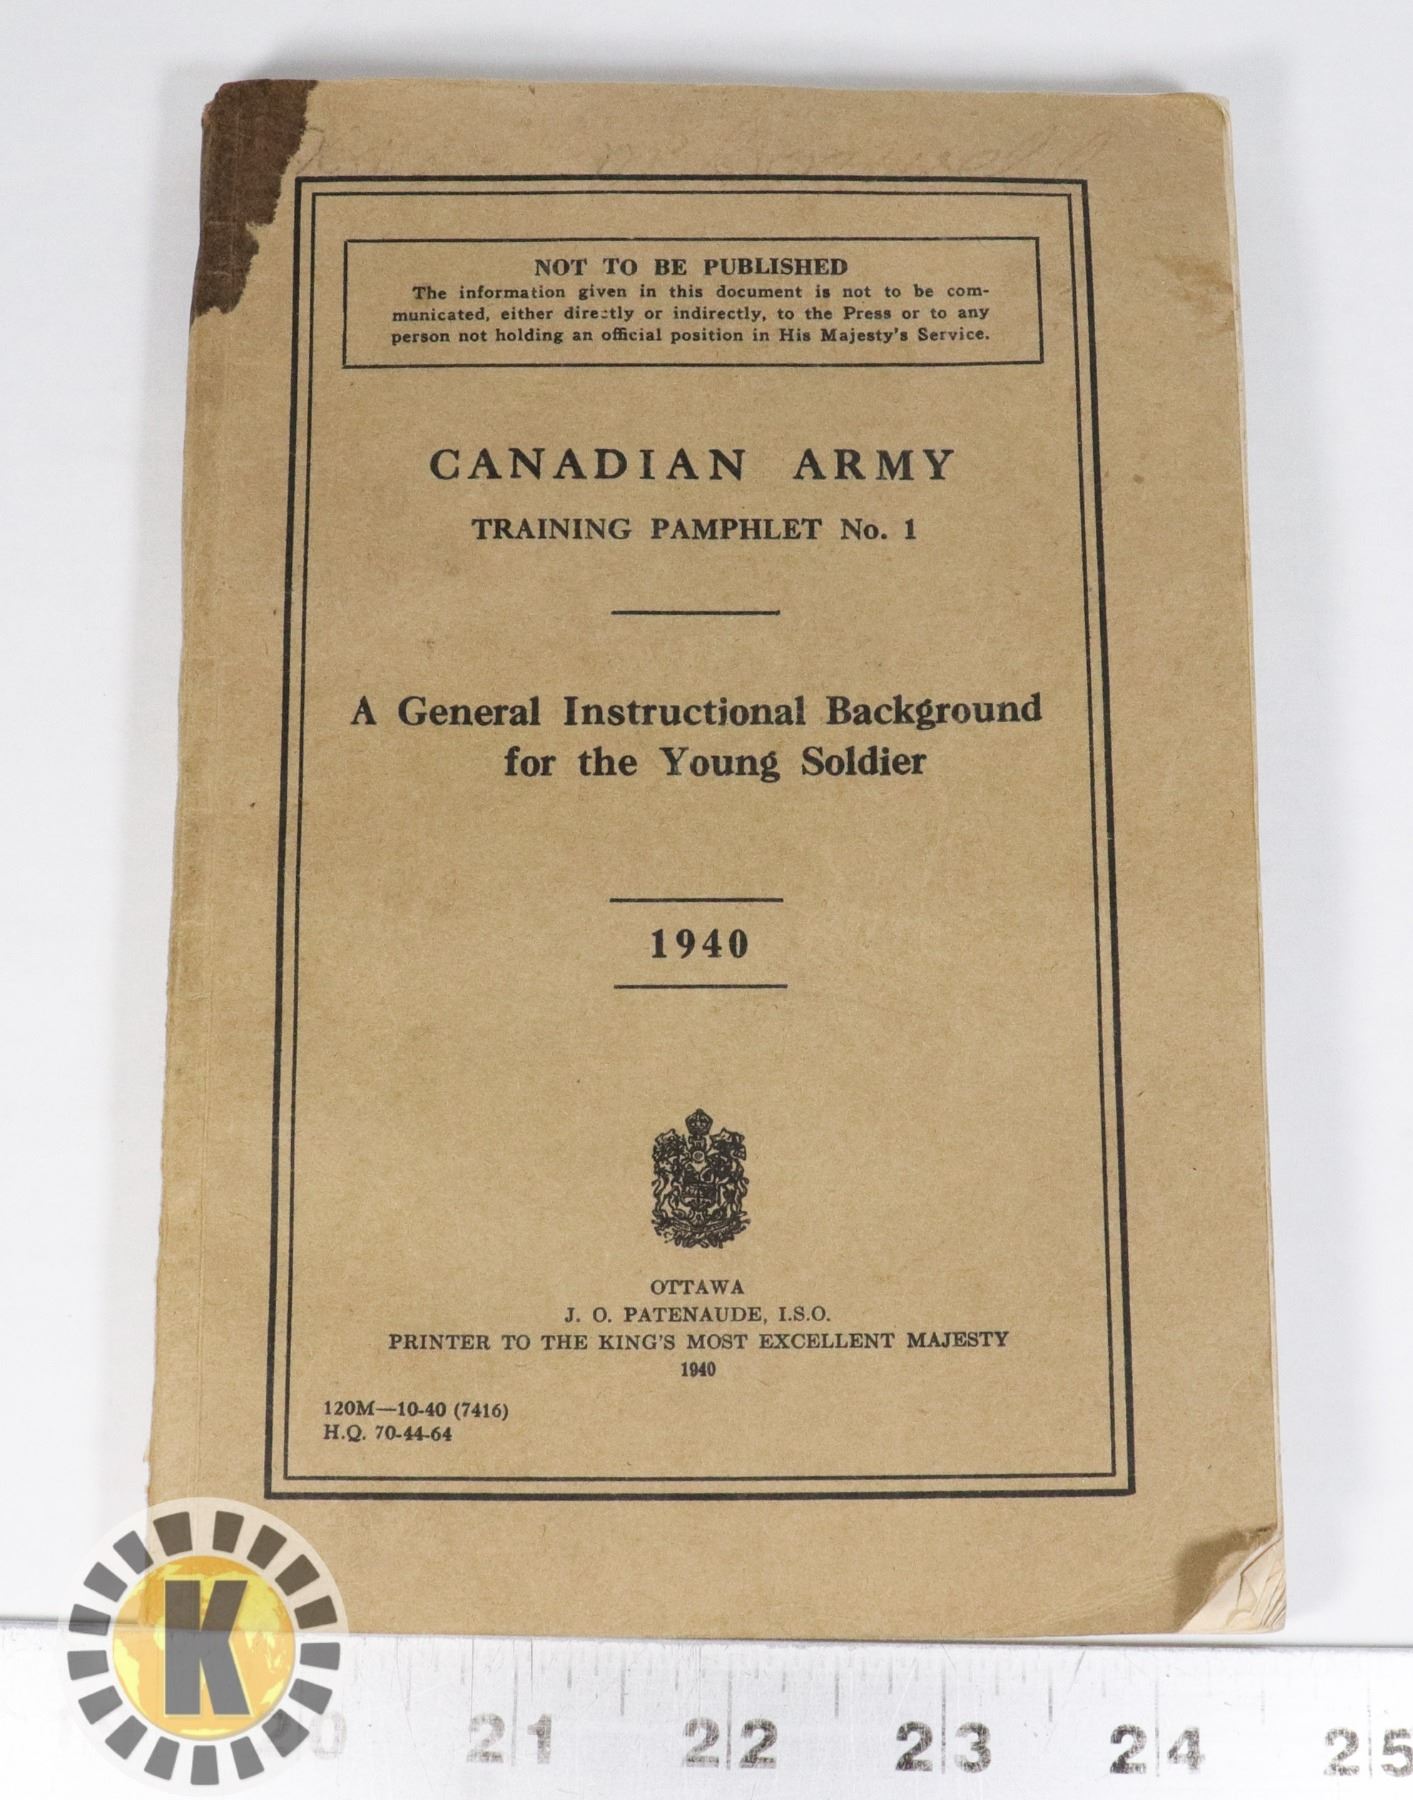 NOT TO BE PUBLISHED
The information given in this document is not to be com-
municated, either directly or indirectly, to the Press or to any
person not holding an official position in His Majesty's Service.
CANADIAN ARMY
TRAINING PAMPHLET No. 1
A General Instructional Background
for the Young Soldier
1940
OTTAWA
J. O. PATENAUDE, I.S.O.
PRINTER TO THE KING'S MOST EXCELLENT MAJESTY
1940
120M—10-40 (7416)
H.Q. 70-44-64
K
21 22 23 24 25